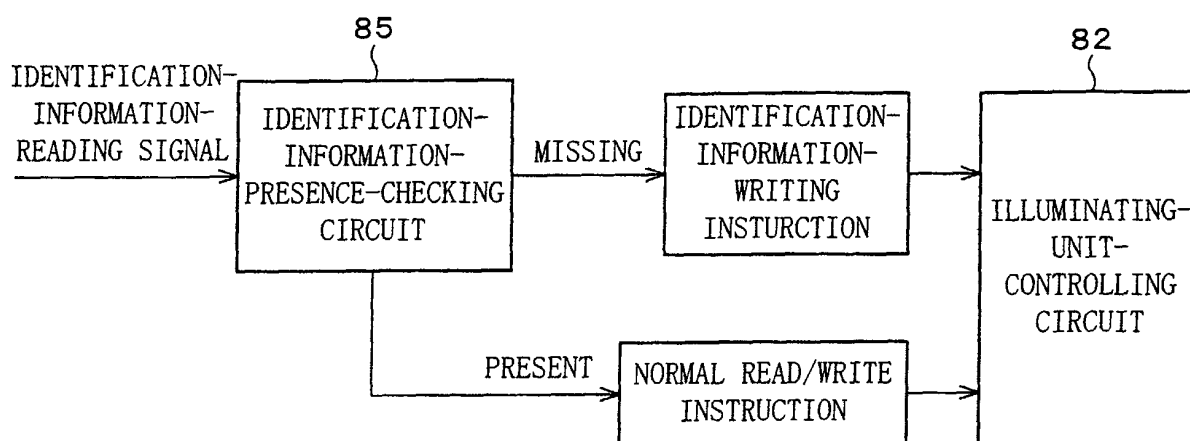 85
82
IDENTIFICATION-
INFORMATION-
READING SIGNAL
IDENTIFICATION-
INFORMATION-
PRESENCE-CHECKING
CIRCUIT
MISSING
IDENTIFICATION-
INFORMATION-
WRITING
INSTURCTION
ILLUMINATING-
UNIT-
CONTROLLING
CIRCUIT
PRESENT
NORMAL READ/WRITE
INSTRUCTION